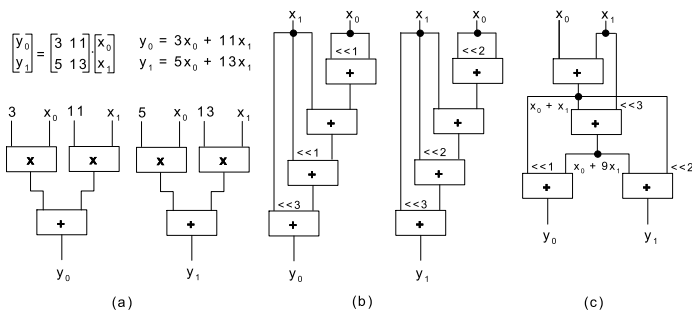 [y0 y1] = [3 11 5 13] · [x0 x1]
y0 = 3x0 + 11x1
y1 = 5x0 + 13x1
3 x0 11 x1 5 x0 13 x1
x x x x
+ +
y0 y1
(a)
x1 x0
<<1
+
+
<<1
+
<<3
+
y0
x1 x0
<<2
+
+
<<2
+
<<3
+
y1
(b)
x0 x1
+
x0 + x1 <<3
+
<<1 x0 + 9x1 <<2
+ +
y0 y1
(c)